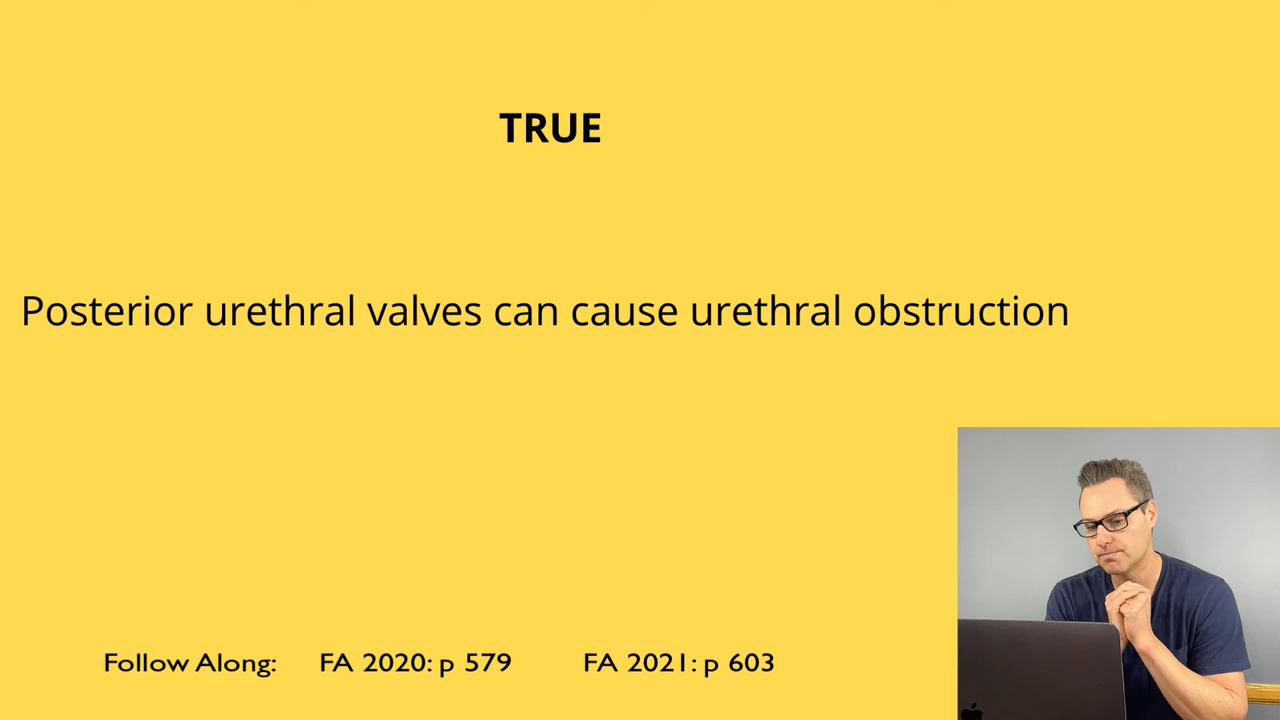 TRUE
Posterior urethral valves can cause urethral obstruction
Follow Along: FA 2020: p 579 FA 2021: p 603